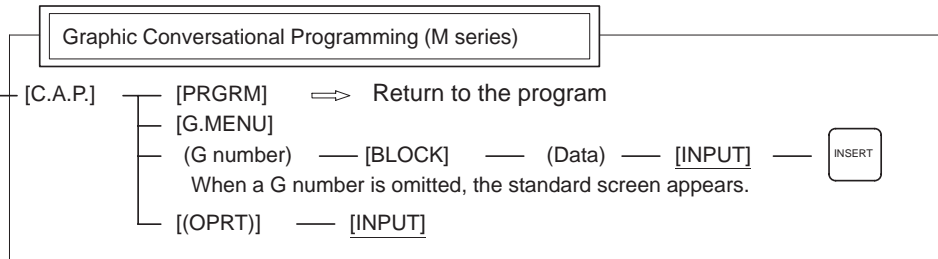 Graphic Conversational Programming (M series)
[C.A.P.] [PRGRM] Return to the program
[G.MENU]
(G number) [BLOCK] (Data) [INPUT] INSERT
When a G number is omitted, the standard screen appears.
[(OPRT)] [INPUT]